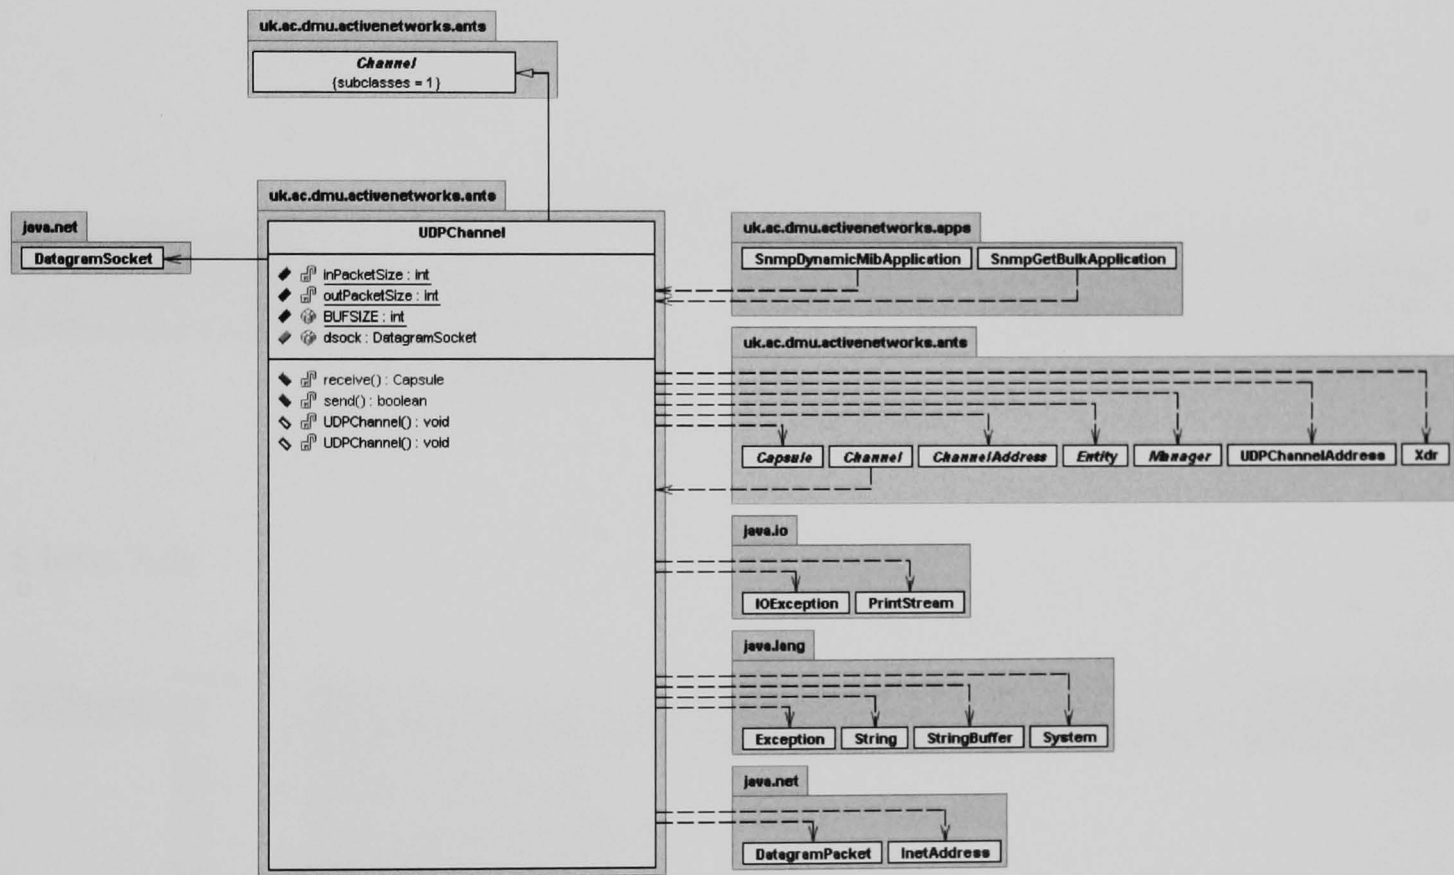 uk.ac.dmu.activenetworks.ants
Channel
{subclasses = 1}
uk.ac.dmu.activenetworks.ants
java.net
DatagramSocket
UDPChannel
inPacketSize : int
outPacketSize : int
BUFSIZE : int
dsock : DatagramSocket
receive() : Capsule
send() : boolean
UDPChannel() : void
UDPChannel() : void
uk.ac.dmu.activenetworks.apps
SnmpDynamicMibApplication SnmpGetBulkApplication
uk.ac.dmu.activenetworks.ants
Capsule Channel ChannelAddress Entity Manager UDPChannelAddress Xdr
java.io
IOException PrintStream
java.lang
Exception String StringBuffer System
java.net
DatagramPacket InetAddress